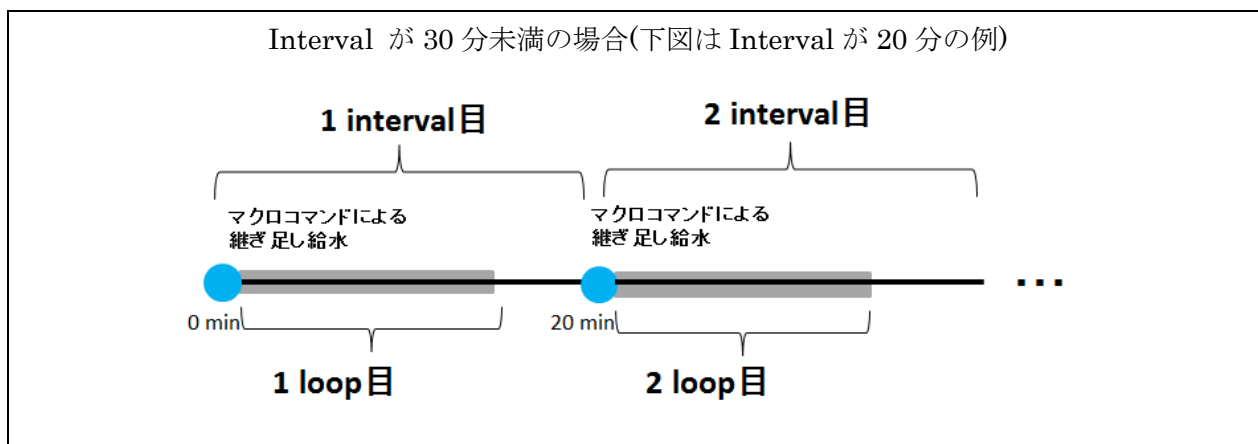 Interval が 30 分未満の場合(下図は Interval が 20 分の例)
1 interval目
2 interval目
マクロコマンドによる
継ぎ足し給水
マクロコマンドによる
継ぎ足し給水
...
0 min
20 min
1 loop目
2 loop目